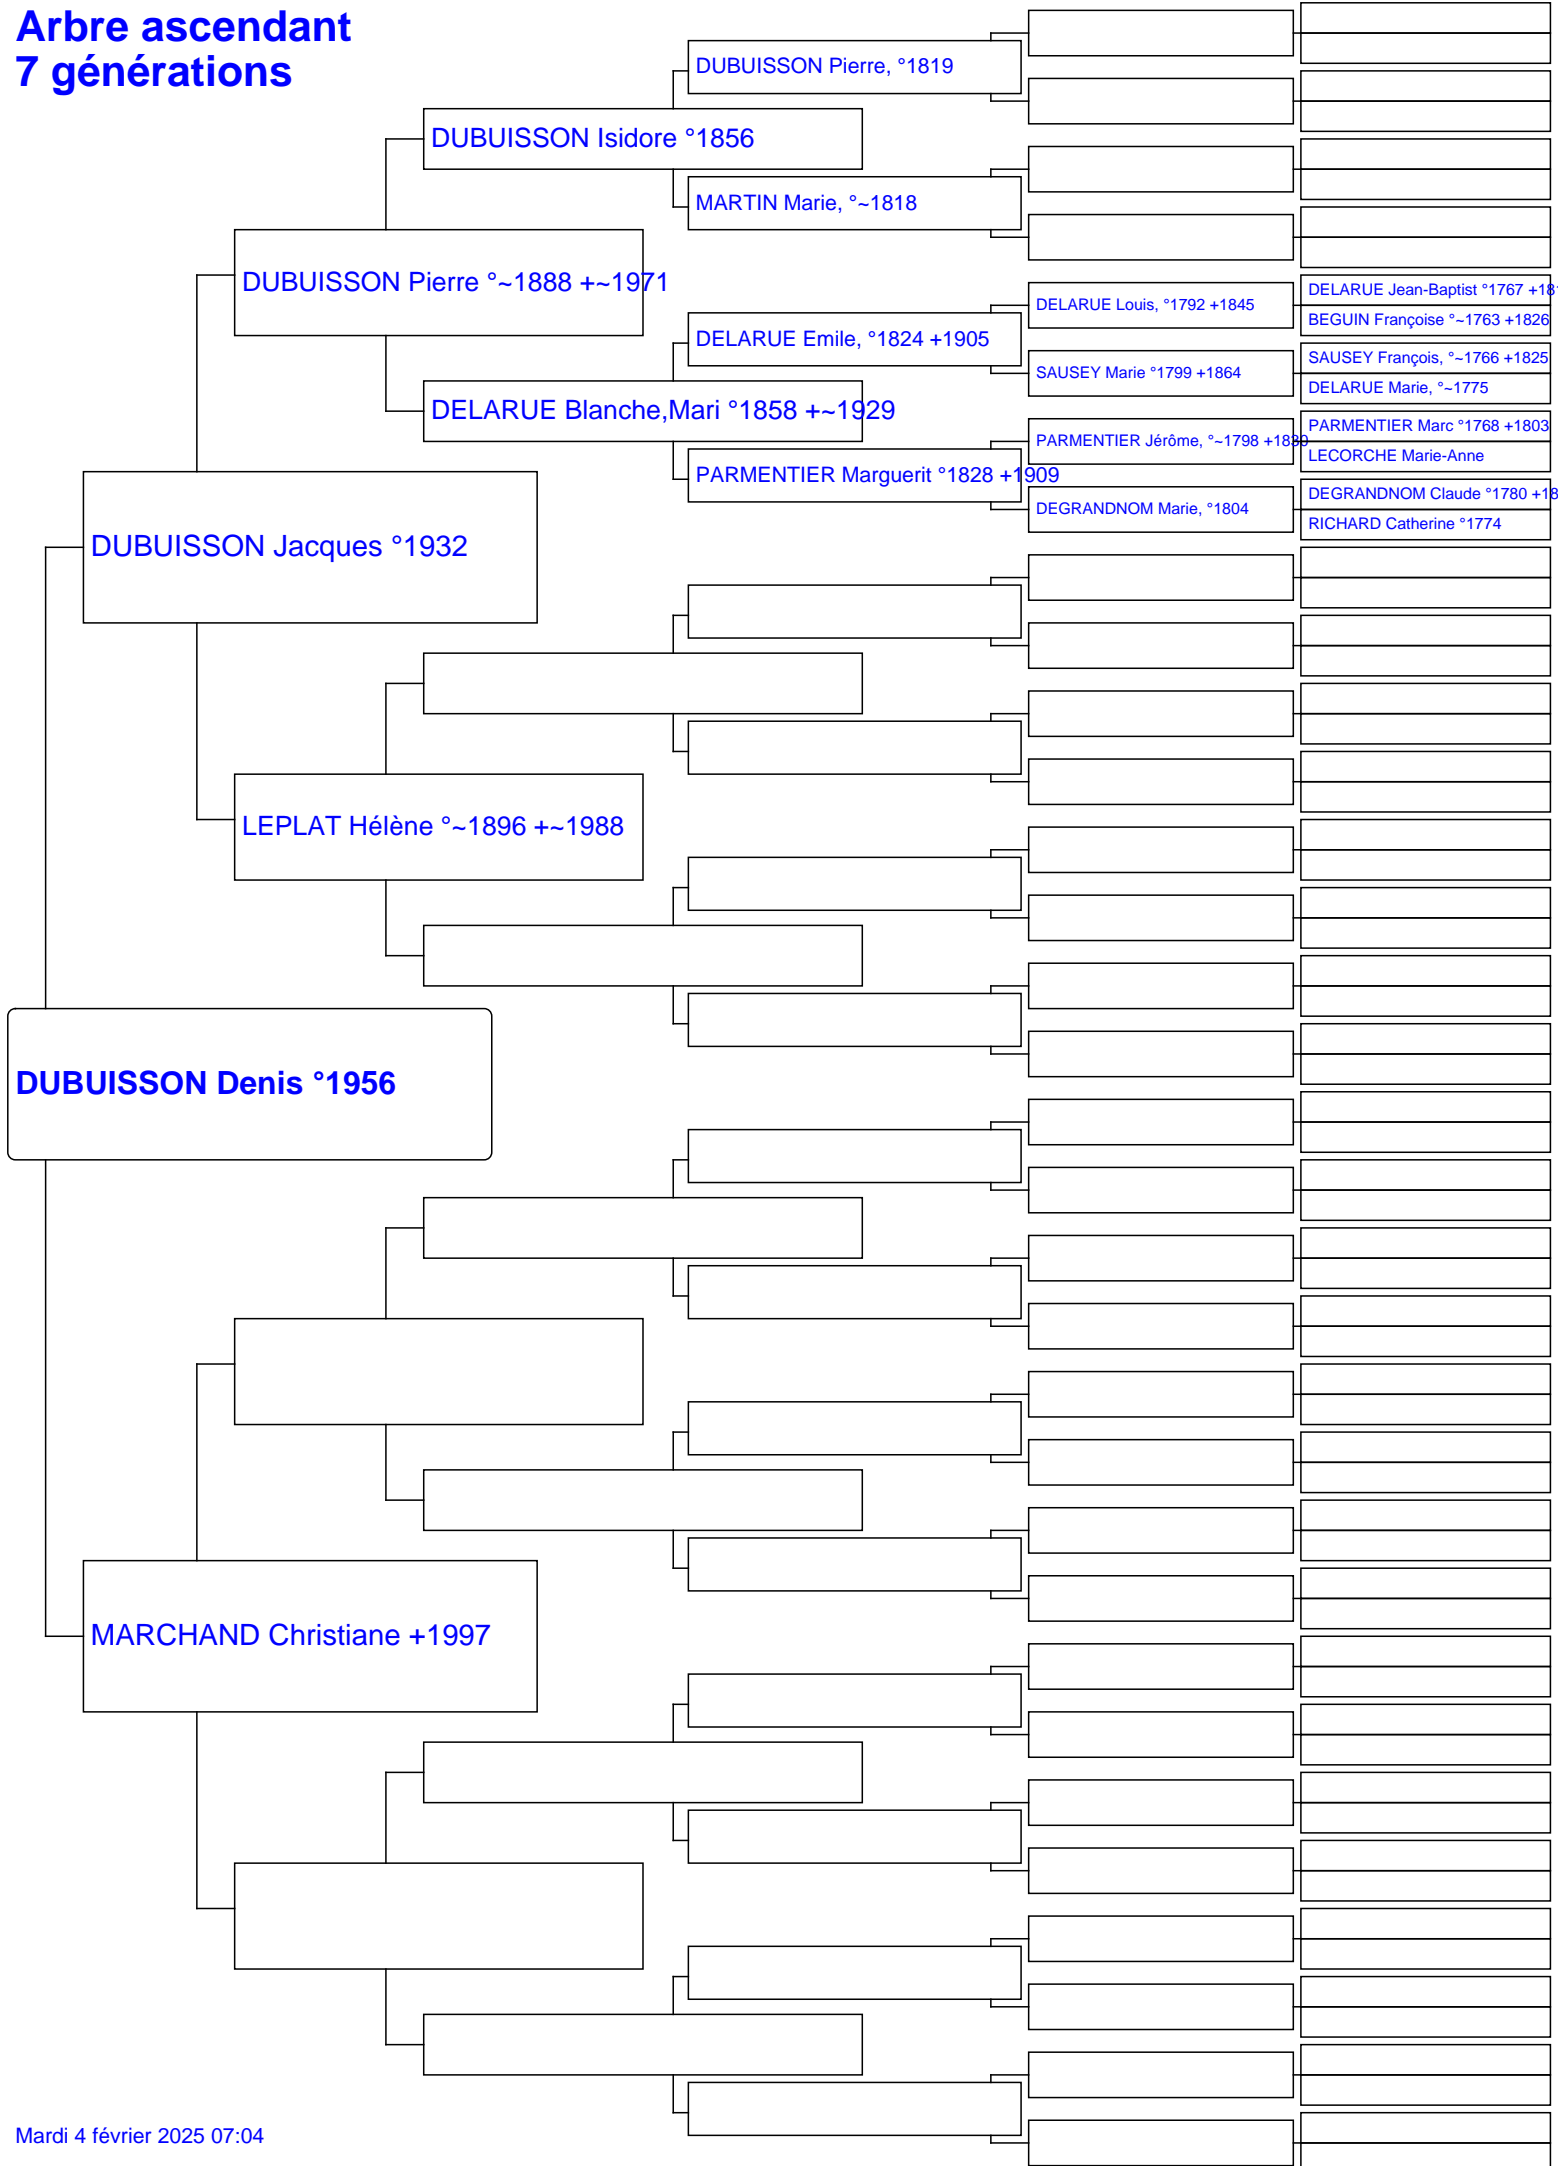 Arbre ascendant
7 générations
DUBUISSON Pierre, °1819
DUBUISSON Isidore °1856
MARTIN Marie, °~1818
DUBUISSON Pierre °~1888 +~1971
DELARUE Jean-Baptist °1767
DELARUE Louis, °1792 +1845
BEGUIN Françoise °~1763 +1826
DELARUE Emile, °1824 +1905
SAUSEY François, °~1766 +1825
SAUSEY Marie °1799 +1864
DELARUE Marie, °~1775
DELARUE Blanche,Mari °1858 +~1929
PARMENTIER Marc °1768 +1803
PARMENTIER Jérôme, °~1798
LECORCHE Marie-Anne
PARMENTIER Marguerit °1828 +1909
DEGRANDNOM Claude °1780
DEGRANDNOM Marie, °1804
RICHARD Catherine °1774
DUBUISSON Jacques °1932
LEPLAT Hélène °~1896 +~1988
DUBUISSON Denis °1956
MARCHAND Christiane +1997
Mardi 4 février 2025 07:04